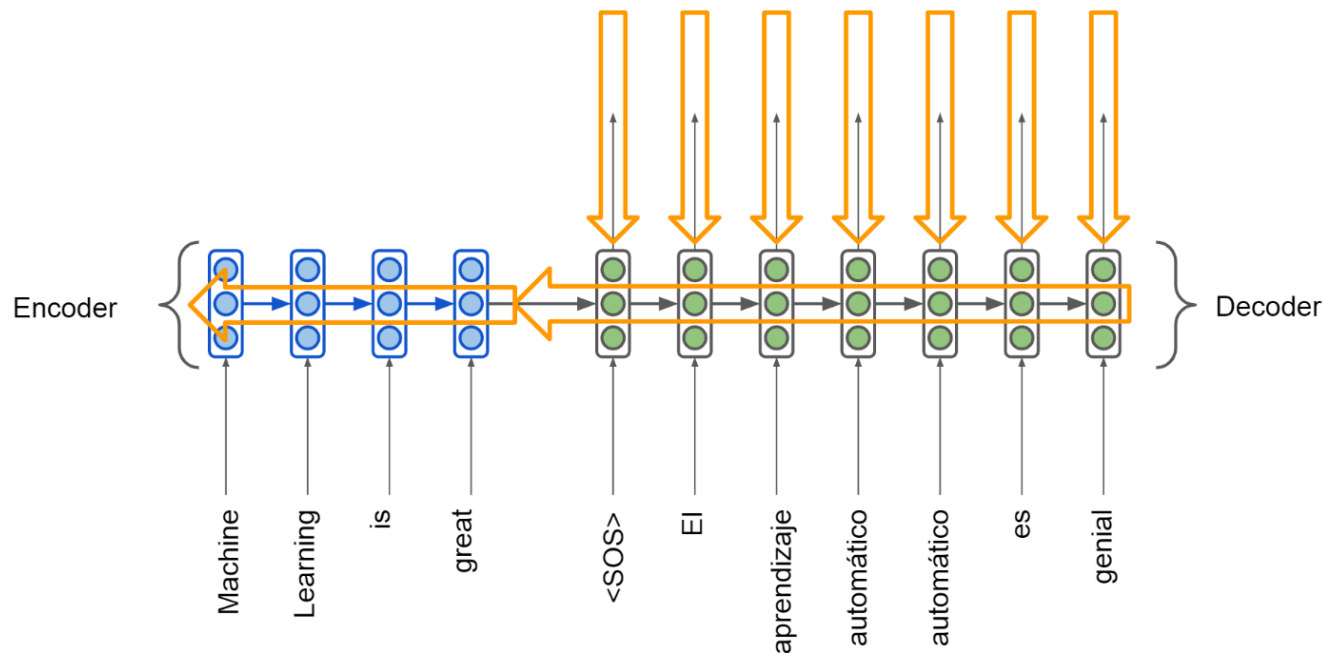 Encoder
Decoder
Machine
Learning
is
great
<SOS>
El
aprendizaje
automático
automático
es
genial